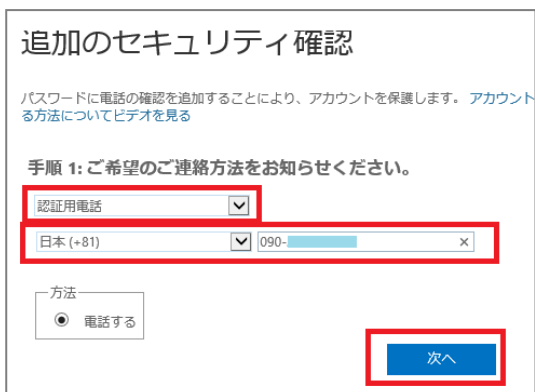 追加のセキュリティ確認
パスワードに電話の確認を追加することにより、アカウントを保護します。 アカウント
る方法についてビデオを見る
手順 1: ご希望のご連絡方法をお知らせください。
認証用電話
日本 (+81) 090- ×
方法
電話する
次へ